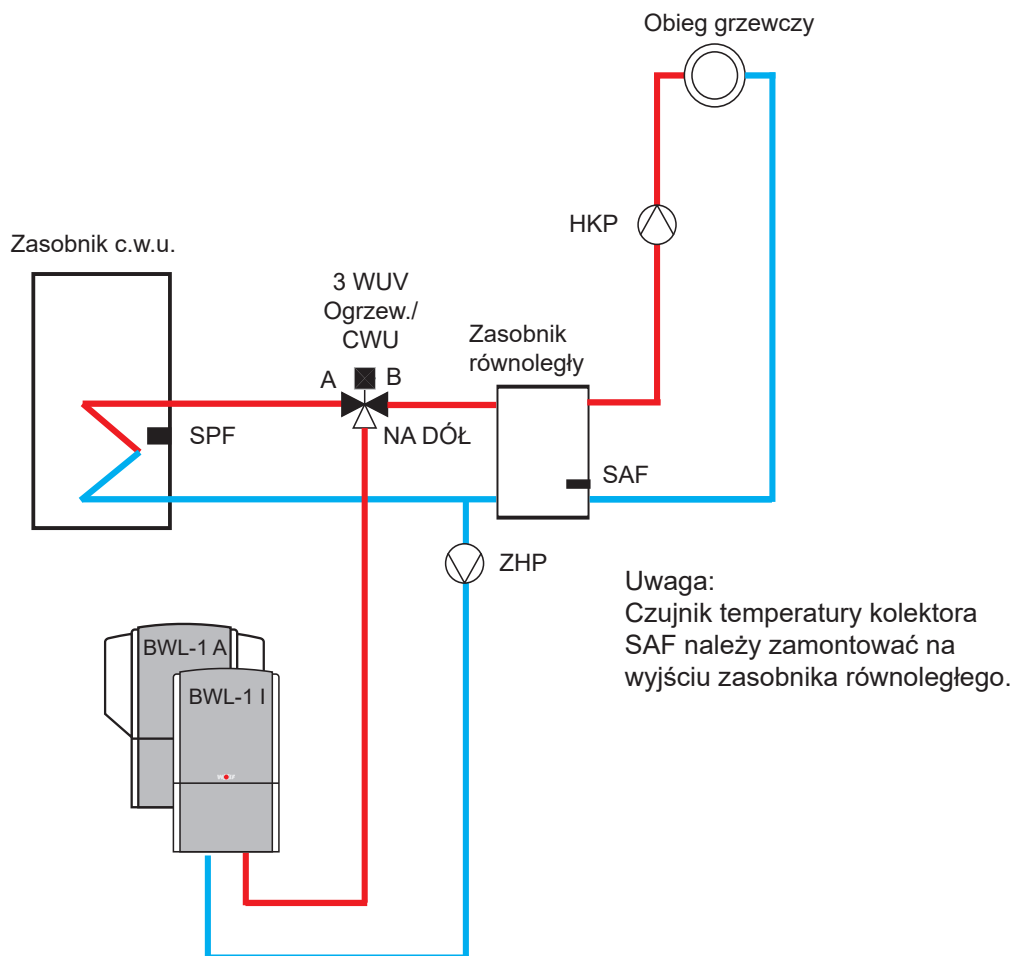 Obieg grzewczy
HKP
Zasobnik c.w.u.
3 WUV
Ogrzew./
CWU
A
B
NA DÓŁ
Zasobnik
równoległy
SPF
SAF
ZHP
Uwaga:
Czujnik temperatury kolektora
SAF należy zamontować na
wyjściu zasobnika równoległego.
BWL-1 A
BWL-1 I